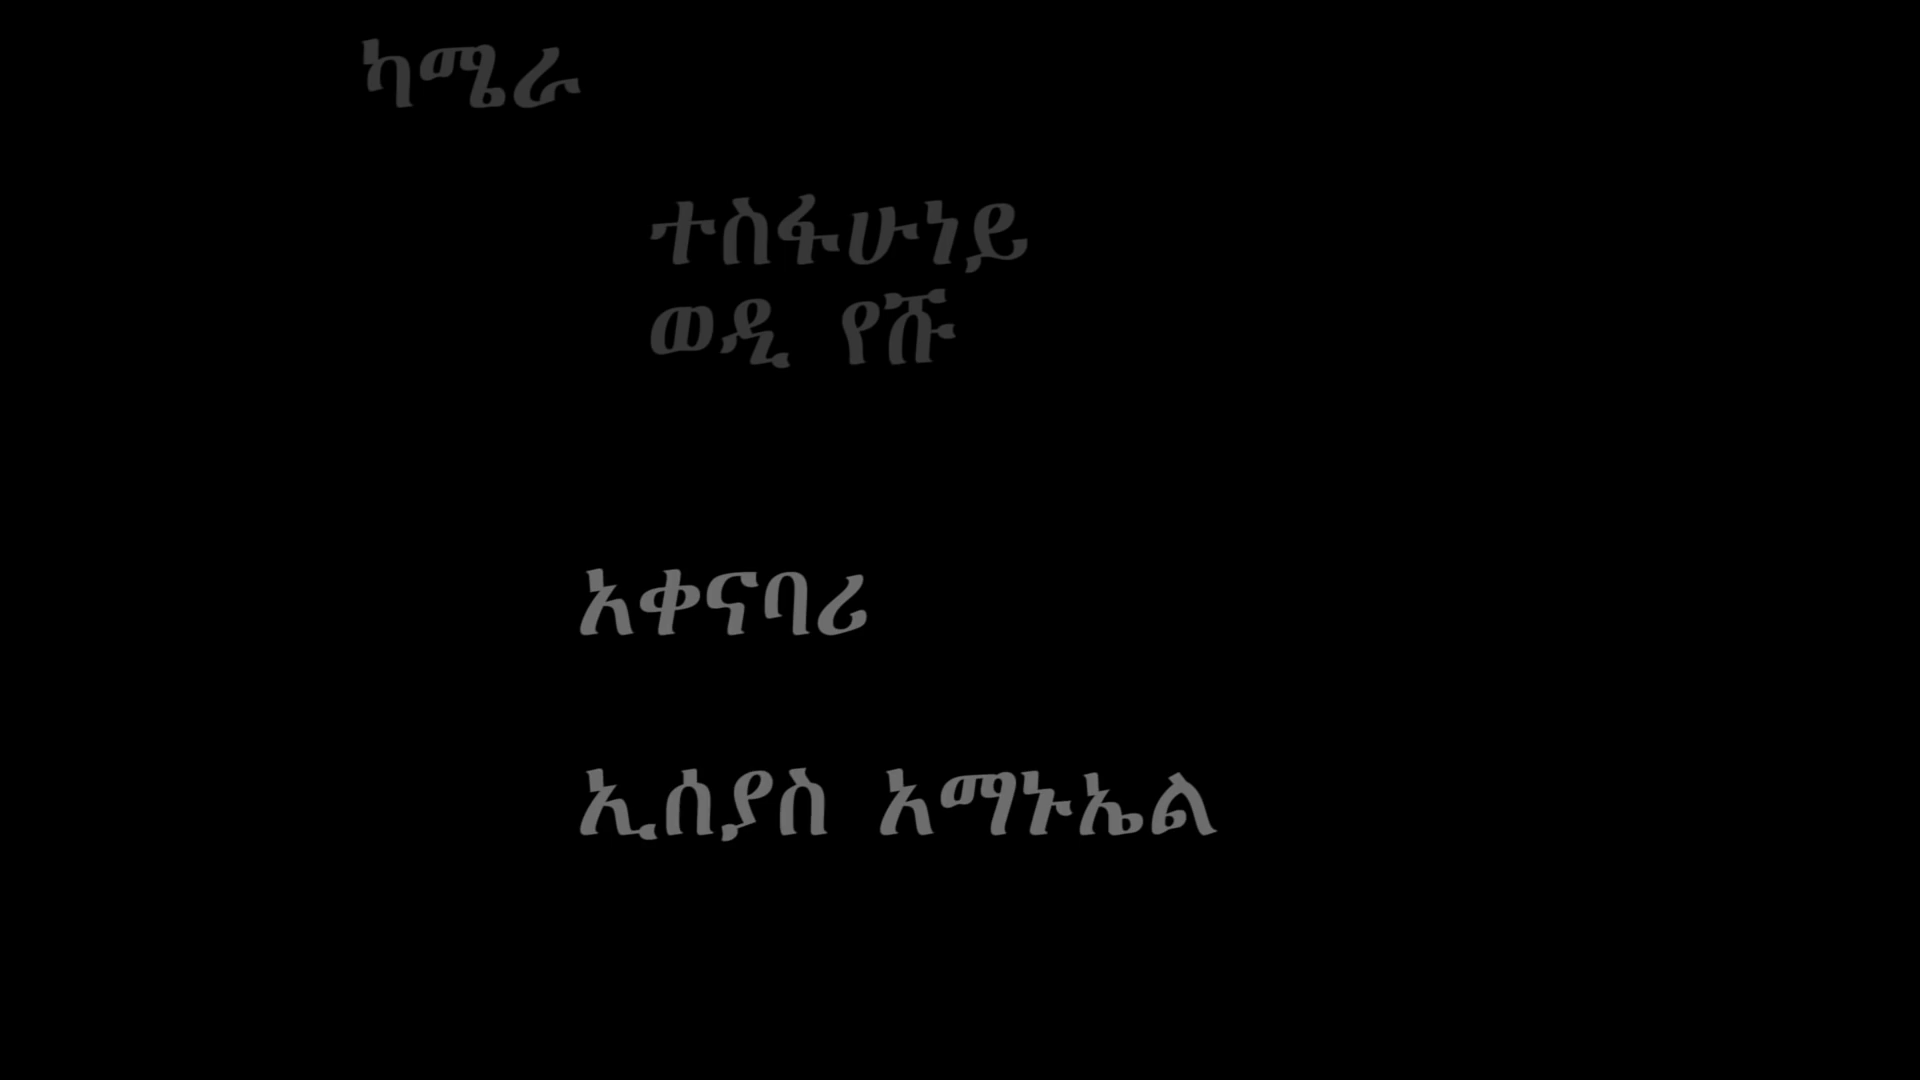 ካሜራ
ተስፋሁነይ
ወዲ የሹ
አቀናባሪ
ኢሰያስ አማኑኤል